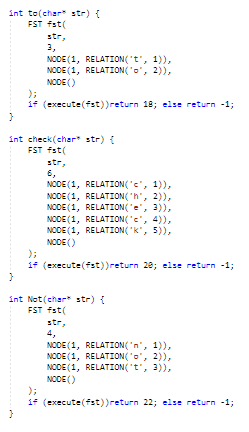 int to(char* str) {
FST fst(
str,
3,
NODE(1, RELATION('t', 1)),
NODE(1, RELATION('o', 2)),
NODE()
);
if (execute(fst))return 18; else return -1;
}
int check(char* str) {
FST fst(
str,
6,
NODE(1, RELATION('c', 1)),
NODE(1, RELATION('h', 2)),
NODE(1, RELATION('e', 3)),
NODE(1, RELATION('c', 4)),
NODE(1, RELATION('k', 5)),
NODE()
);
if (execute(fst))return 20; else return -1;
}
int Not(char* str) {
FST fst(
str,
4,
NODE(1, RELATION('n', 1)),
NODE(1, RELATION('o', 2)),
NODE(1, RELATION('t', 3)),
NODE()
);
if (execute(fst))return 22; else return -1;
}